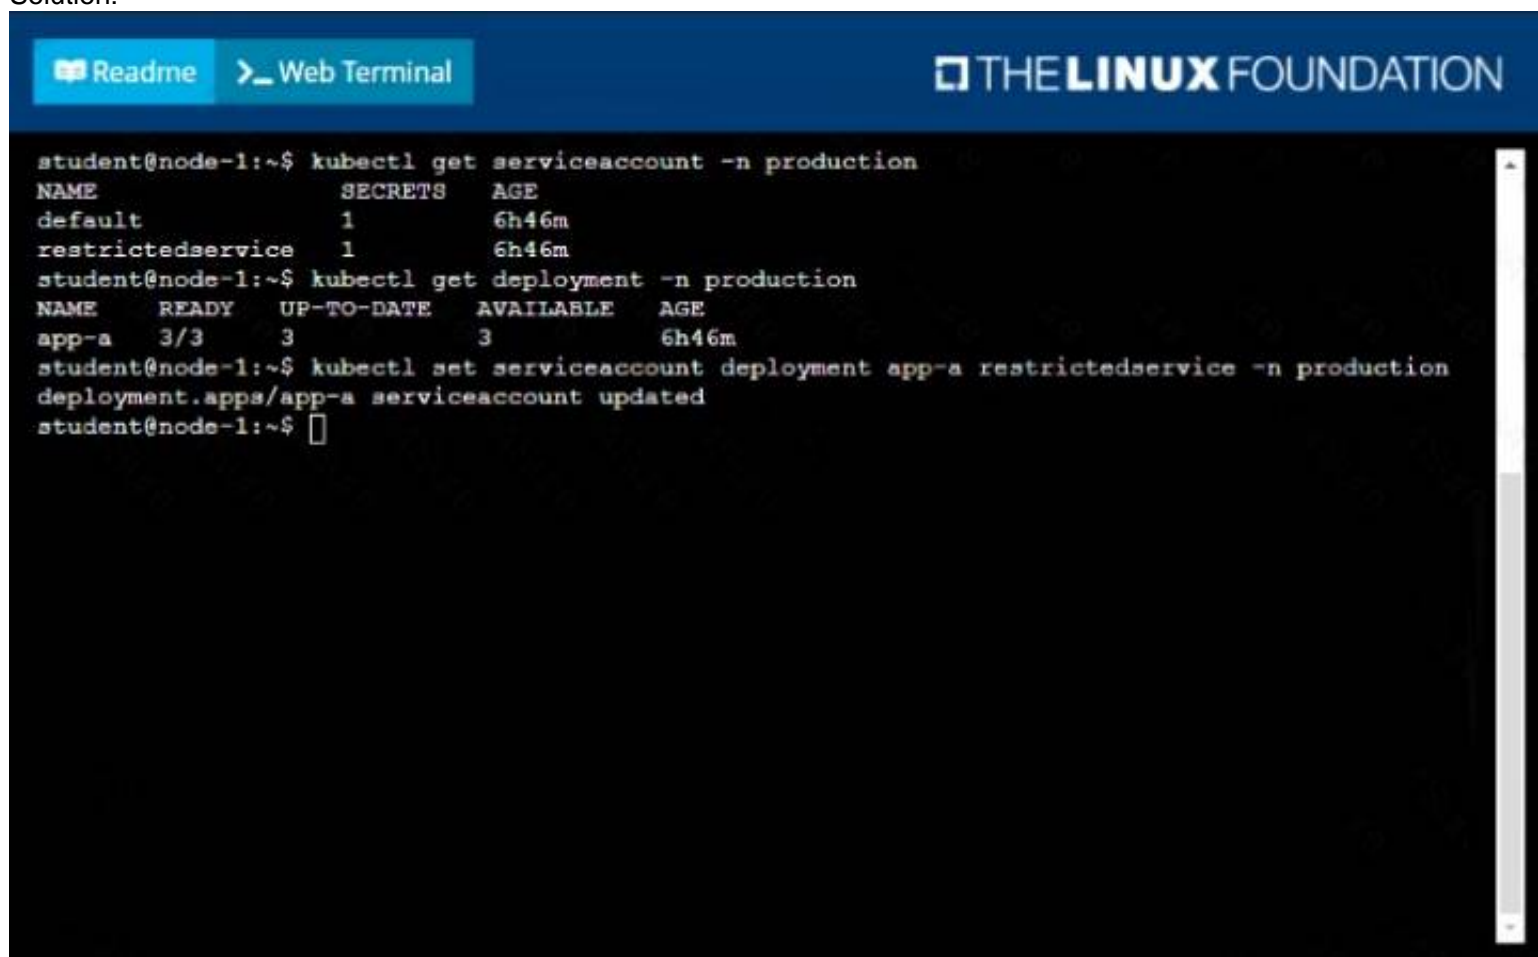 Solution:
Readme >_ Web Terminal THE LINUX FOUNDATION
student@node-1:~$ kubectl get serviceaccount -n production
NAME SECRETS AGE
default 1 6h46m
restrictedservice 1 6h46m
student@node-1:~$ kubectl get deployment -n production
NAME READY UP-TO-DATE AVAILABLE AGE
app-a 3/3 3 3 6h46m
student@node-1:~$ kubectl set serviceaccount deployment app-a restrictedservice -n production
deployment.apps/app-a serviceaccount updated
student@node-1:~$